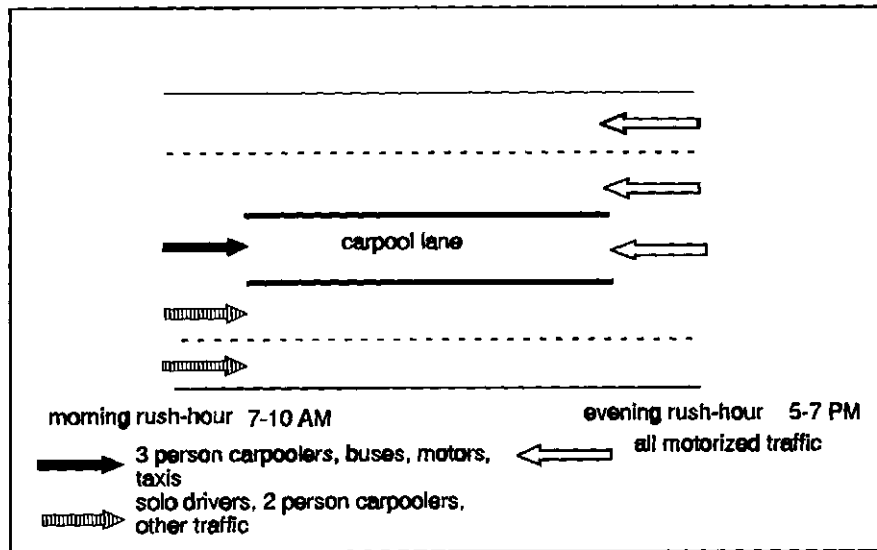 carpool lane
morning rush-hour 7-10 AM
evening rush-hour 5-7 PM
3 person carpoolers, buses, motors,
taxis
all motorized traffic
solo drivers, 2 person carpoolers,
other traffic